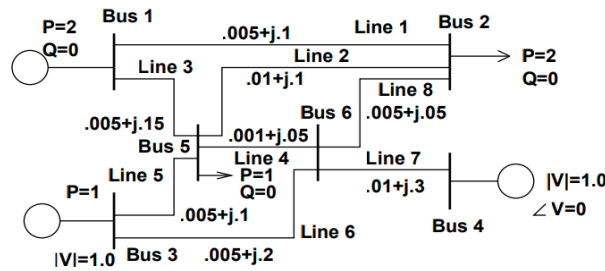 Bus 1
Bus 2
P=2
Q=0
.005+j.1
Line 1
Line 2
.01+j.1
Line 3
P=2
Q=0
Line 8
.005+j.05
Bus 6
.005+j.15
Bus 5
.001+j.05
Line 4
P=1
Q=0
Line 7
.01+j.3
|V|=1.0
∠V=0
Line 5
P=1
.005+j.1
Line 6
Bus 4
|V|=1.0
Bus 3
.005+j.2